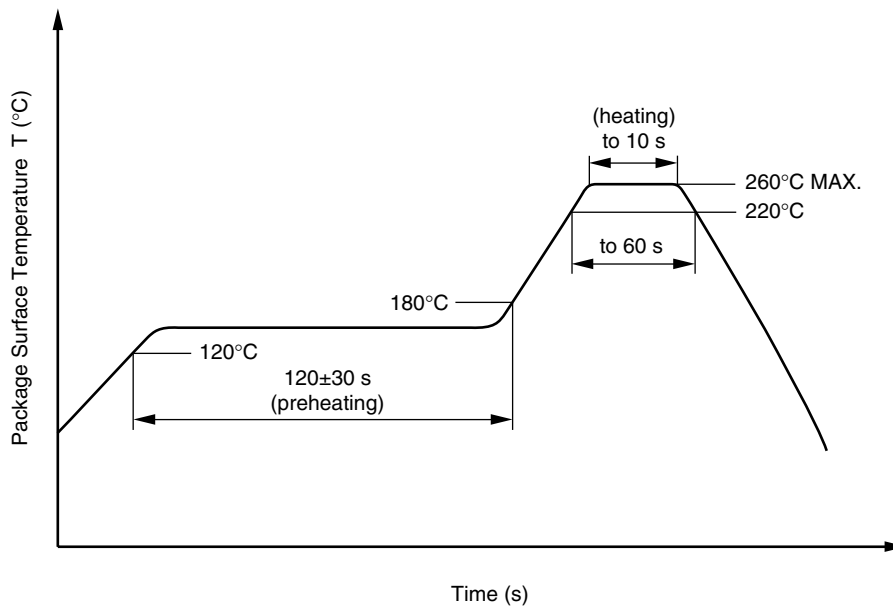 Package Surface Temperature T (°C)
(heating)
to 10 s
260°C MAX.
220°C
to 60 s
180°C
120°C
120±30 s
(preheating)
Time (s)